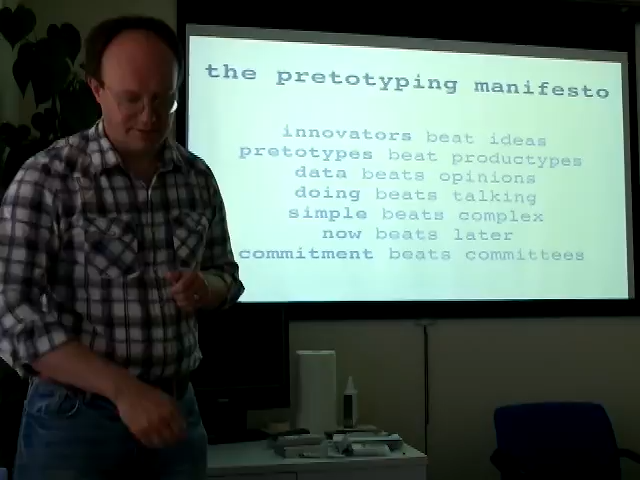 the pretotyping manifesto
innovators beat ideas
pretotypes beat productypes
data beats opinions
doing beats talking
simple beats complex
now beats later
commitment beats committees